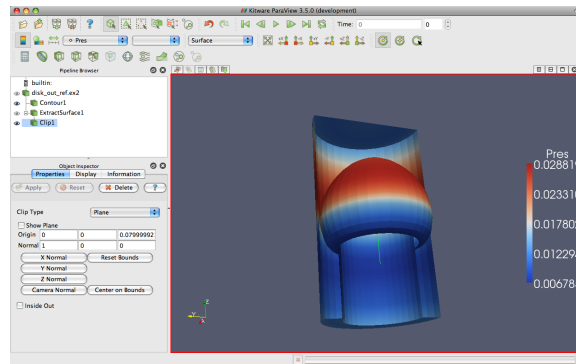 Kitware ParaView 3.5.0 (development)
Time: 0 0
Pres Surface
Pipeline Browser
builtin:
disk_out_ref.ex2
Contour1
ExtractSurface1
Clip1
Object Inspector
Properties Display Information
Apply Reset Delete ?
Clip Type Plane
Show Plane
Origin 0 0 0.07999992
Normal 1 0 0
X Normal Reset Bounds
Y Normal
Z Normal
Camera Normal Center on Bounds
Inside Out
Pres
0.02881
0.02331
0.01780
0.01229
0.00678
Z
Y
X